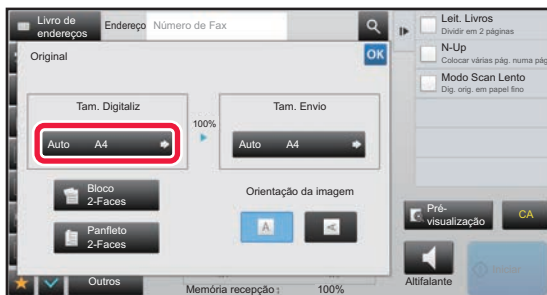 Livro de
endereços
Endereço
Número de Fax
Leit. Livros
Dividir em 2 páginas
N-Up
Colocar várias pág. numa pág
Modo Scan Lento
Dig. orig. em papel fino
Original
OK
Tam. Digitaliz
100%
Tam. Envio
Auto A4
Auto A4
Bloco
2-Faces
Orientação da imagem
A
A
Panfleto
2-Faces
Pré-
visualização
CA
Outros
Memória recepção :
100%
Altifalante
Iniciar